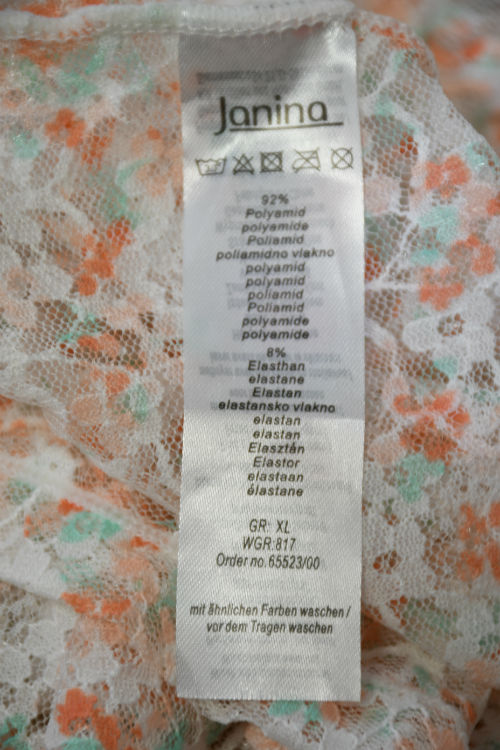 Janina
92%
Polyamid
polyamide
Poliamid
poliamidno vlakno
polyamid
polyamid
poliamid
Poliamid
polyamide
polyamide
8%
Elasthan
elastane
Elastan
elastansko vlakno
elastan
elastan
Elasztán
Elastor
elastaan
élastane
GR: XL
WGR:817
Order no.65523/00
mit ähnlichen Farben waschen /
vor dem Tragen waschen